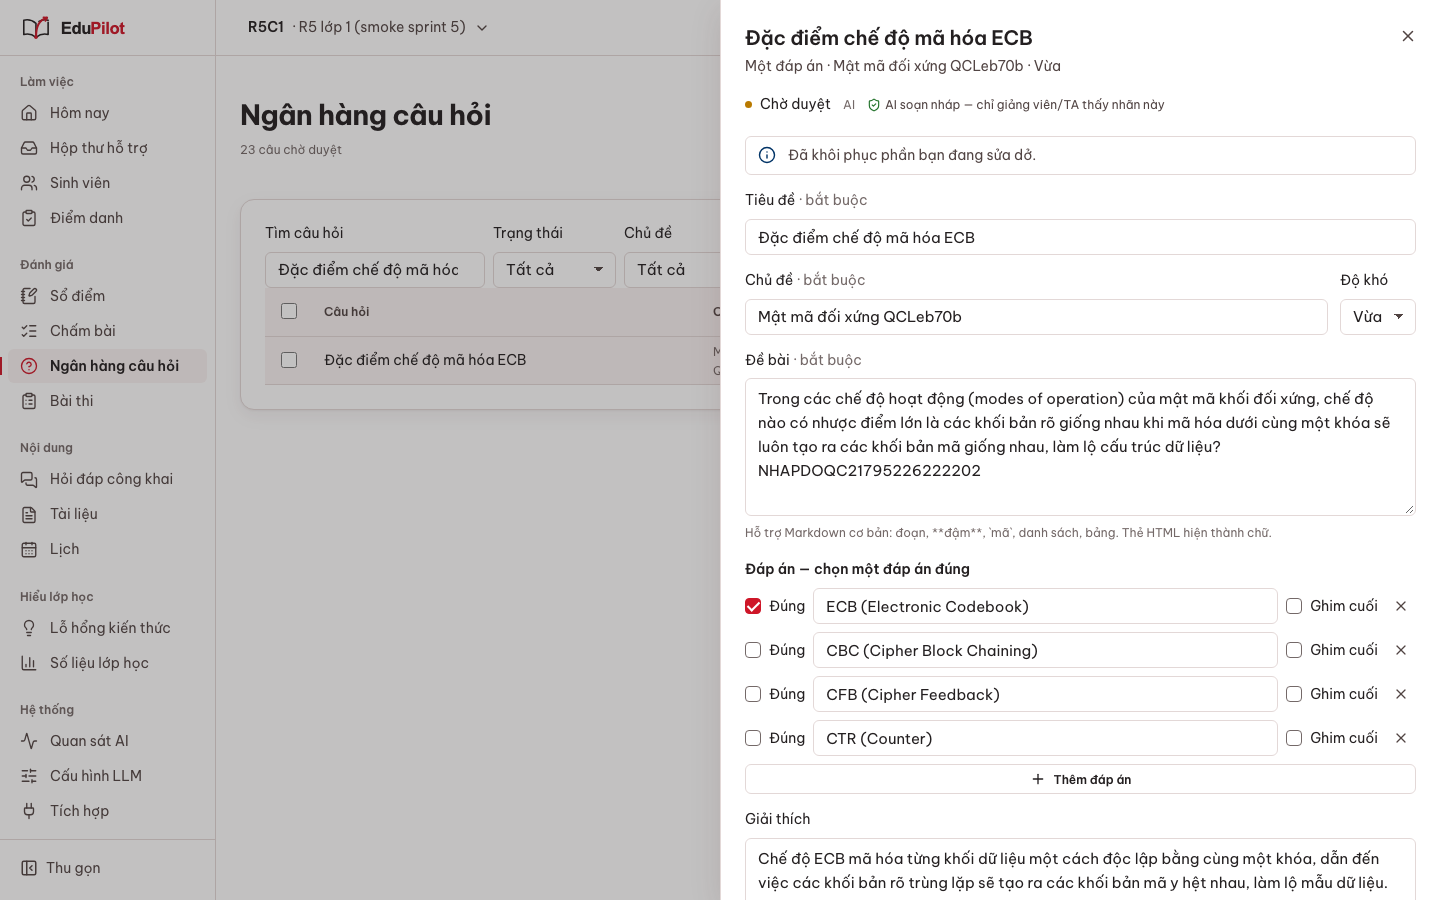 EduPilot
Làm việc
Hôm nay
Hộp thư hỗ trợ
Sinh viên
Điểm danh
Đánh giá
Sổ điểm
Chấm bài
Ngân hàng câu hỏi
Bài thi
Nội dung
Hỏi đáp công khai
Tài liệu
Lịch
Hiểu lớp học
Lỗ hổng kiến thức
Số liệu lớp học
Hệ thống
Quan sát AI
Cấu hình LLM
Tích hợp
Thu gọn
R5C1 · R5 lớp 1 (smoke sprint 5)
Ngân hàng câu hỏi
23 câu chờ duyệt
Tìm câu hỏi Trạng thái Chủ đề
Đặc điểm chế độ mã hóc Tất cả Tất cả
Câu hỏi
Đặc điểm chế độ mã hóa ECB
Đặc điểm chế độ mã hóa ECB
Một đáp án · Mật mã đối xứng QCLeb70b · Vừa
Chờ duyệt AI AI soạn nháp — chỉ giảng viên/TA thấy nhãn này
Đã khôi phục phần bạn đang sửa dở.
Tiêu đề · bắt buộc
Đặc điểm chế độ mã hóa ECB
Chủ đề · bắt buộc Độ khó
Mật mã đối xứng QCLeb70b Vừa
Đề bài · bắt buộc
Trong các chế độ hoạt động (modes of operation) của mật mã khối đối xứng, chế độ
nào có nhược điểm lớn là các khối bản rõ giống nhau khi mã hóa dưới cùng một khóa sẽ
luôn tạo ra các khối bản mã giống nhau, làm lộ cấu trúc dữ liệu?
NHAPDOQC21795226222202
Hỗ trợ Markdown cơ bản: đoạn, **đậm**, `mã`, danh sách, bảng. Thẻ HTML hiện thành chữ.
Đáp án — chọn một đáp án đúng
Đúng ECB (Electronic Codebook) Ghim cuối
Đúng CBC (Cipher Block Chaining) Ghim cuối
Đúng CFB (Cipher Feedback) Ghim cuối
Đúng CTR (Counter) Ghim cuối
Thêm đáp án
Giải thích
Chế độ ECB mã hóa từng khối dữ liệu một cách độc lập bằng cùng một khóa, dẫn đến
việc các khối bản rõ trùng lặp sẽ tạo ra các khối bản mã y hệt nhau, làm lộ mẫu dữ liệu.